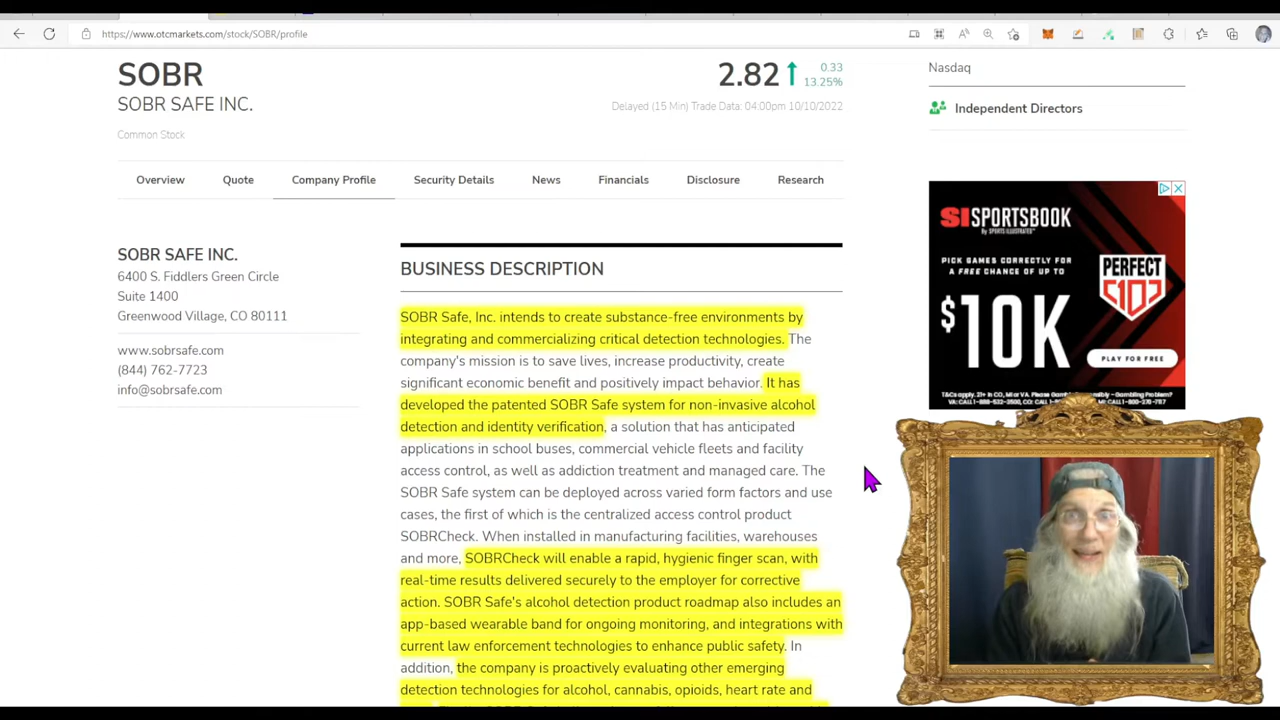 https://www.otcmarkets.com/stock/SOBR/profile
SOBR
SOBR SAFE INC.
Common Stock
2.82
0.33
13.25%
Delayed (15 Min) Trade Data: 04:00pm 10/10/2022
Nasdaq
Independent Directors
Overview
Quote
Company Profile
Security Details
News
Financials
Disclosure
Research
SOBR SAFE INC.
6400 S. Fiddlers Green Circle
Suite 1400
Greenwood Village, CO 80111
www.sobrsafe.com
(844) 762-7723
info@sobrsafe.com
BUSINESS DESCRIPTION
SOBR Safe, Inc. intends to create substance-free environments by
integrating and commercializing critical detection technologies. The
company's mission is to save lives, increase productivity, create
significant economic benefit and positively impact behavior. It has
developed the patented SOBR Safe system for non-invasive alcohol
detection and identity verification, a solution that has anticipated
applications in school buses, commercial vehicle fleets and facility
access control, as well as addiction treatment and managed care. The
SOBR Safe system can be deployed across varied form factors and use
cases, the first of which is the centralized access control product
SOBRCheck. When installed in manufacturing facilities, warehouses
and more, SOBRCheck will enable a rapid, hygienic finger scan, with
real-time results delivered securely to the employer for corrective
action. SOBR Safe's alcohol detection product roadmap also includes an
app-based wearable band for ongoing monitoring, and integrations with
current law enforcement technologies to enhance public safety. In
addition, the company is proactively evaluating other emerging
detection technologies for alcohol, cannabis, opioids, heart rate and
SI SPORTSBOOK
By SPORTS ILLUSTRATED
PICK GAMES CORRECTLY FOR
A FREE CHANCE OF UP TO
$10K
PERFECT
10
PLAY FOR FREE